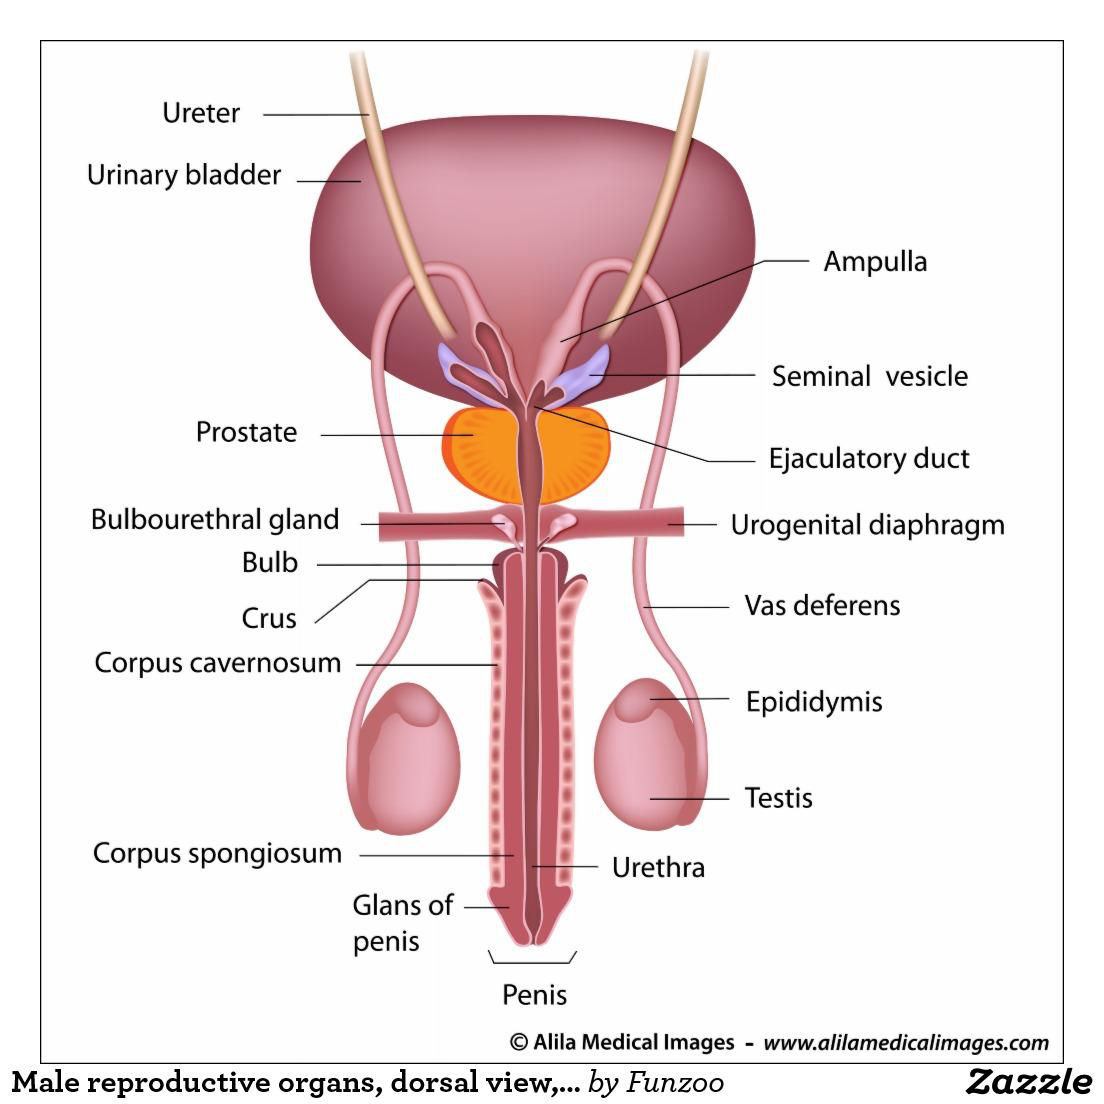 Ureter
Urinary bladder
Ampulla
Seminal vesicle
Prostate
Ejaculatory duct
Bulbourethral gland
Urogenital diaphragm
Bulb
Crus
Vas deferens
Corpus cavernosum
Epididymis
Testis
Corpus spongiosum
Urethra
Glans of
penis
Penis
© Alila Medical Images - www.alilamedicalimages.com
Male reproductive organs, dorsal view,... by Funzoo
Zazzle